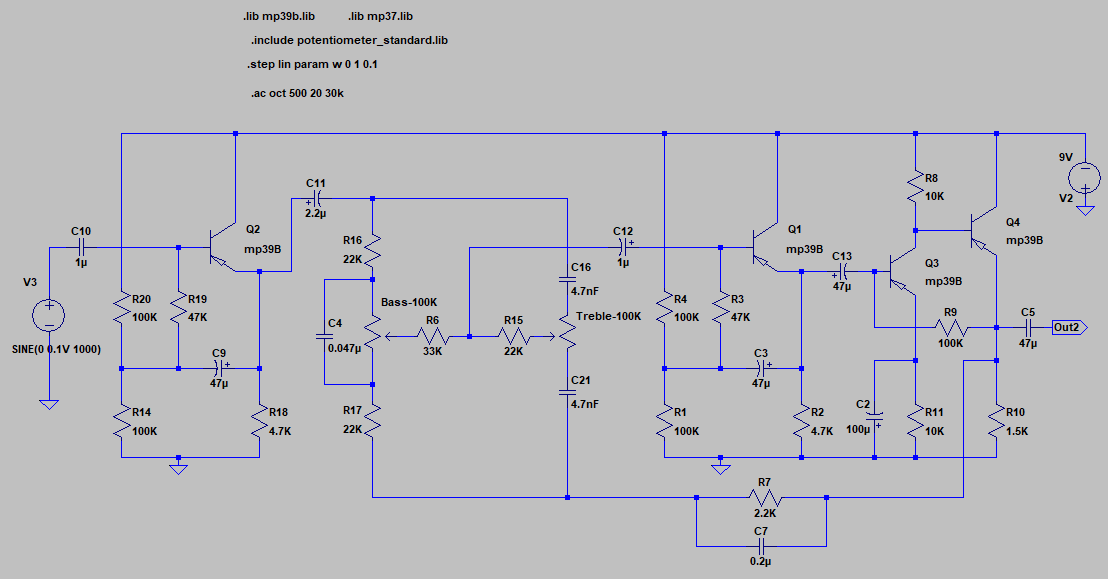 .lib mp39b.lib .lib mp37.lib
.include potentiometer_standard.lib
.step lin param w 0 1 0.1
.ac oct 500 20 30k
9V
V2
R8
10K
Q4
mp39B
C11
2.2µ
Q2
mp39B
C10
1µ
C12
1µ
Q1
mp39B
C13
47µ
Q3
mp39B
R16
22K
C16
4.7nF
V3
SINE(0 0.1V 1000)
R20
100K
R19
47K
Bass-100K
C4
0.047µ
R6
33K
R15
22K
Treble-100K
R4
100K
R3
47K
R9
100K
C5
47µ
Out2
C9
47µ
C3
47µ
C21
4.7nF
R14
100K
R18
4.7K
R17
22K
R1
100K
R2
4.7K
C2
100µ
R11
10K
R10
1.5K
R7
2.2K
C7
0.2µ